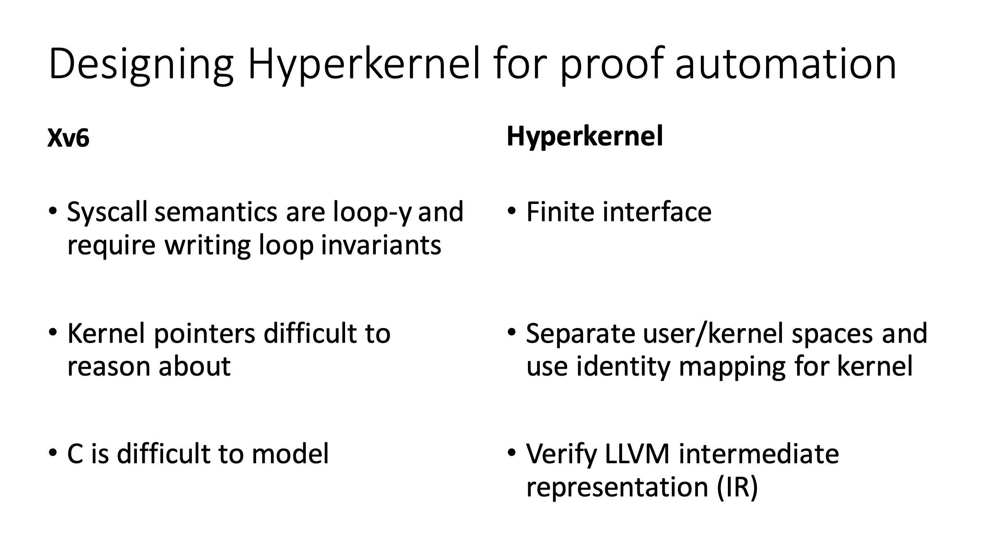 Designing Hyperkernel for proof automation
Xv6
• Syscall semantics are loop-y and
require writing loop invariants
• Kernel pointers difficult to
reason about
• C is difficult to model
Hyperkernel
• Finite interface
• Separate user/kernel spaces and
use identity mapping for kernel
• Verify LLVM intermediate
representation (IR)